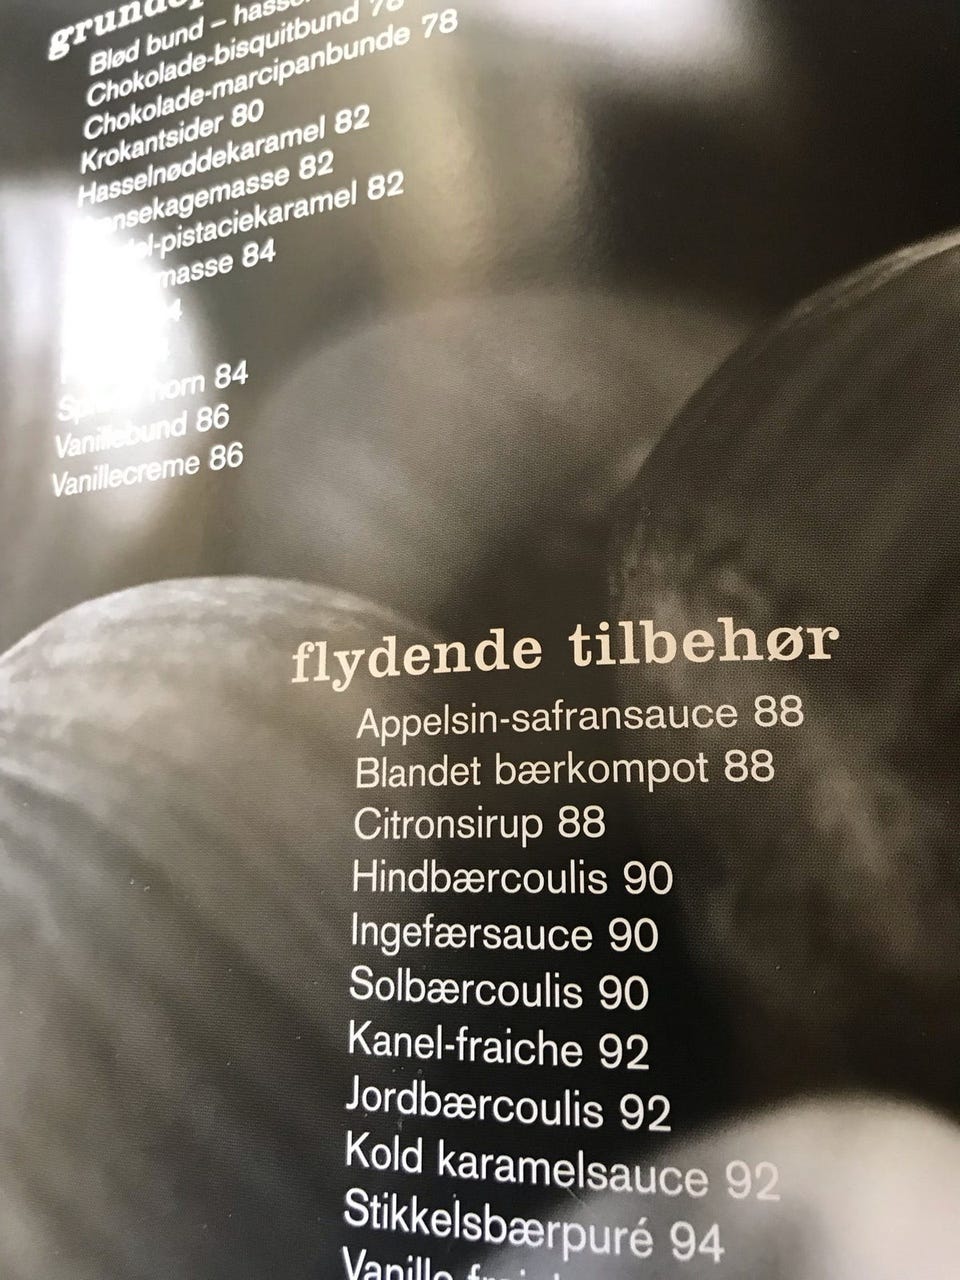 Blød bund –
Chokolade-bisquitbund 78
Chokolade-marcipanbunde 78
Krokantsider 80
Hasselnøddekaramel 82
82
82
84
84
Vanillebund 86
Vanillecreme 86
flydende tilbehør
Appelsin-safransauce 88
Blandet bærkompot 88
Citronsirup 88
Hindbærcoulis 90
Ingefærsauce 90
Solbærcoulis 90
Kanel-fraiche 92
Jordbærcoulis 92
Kold karamelsauce 92
Stikkelsbærpuré 94